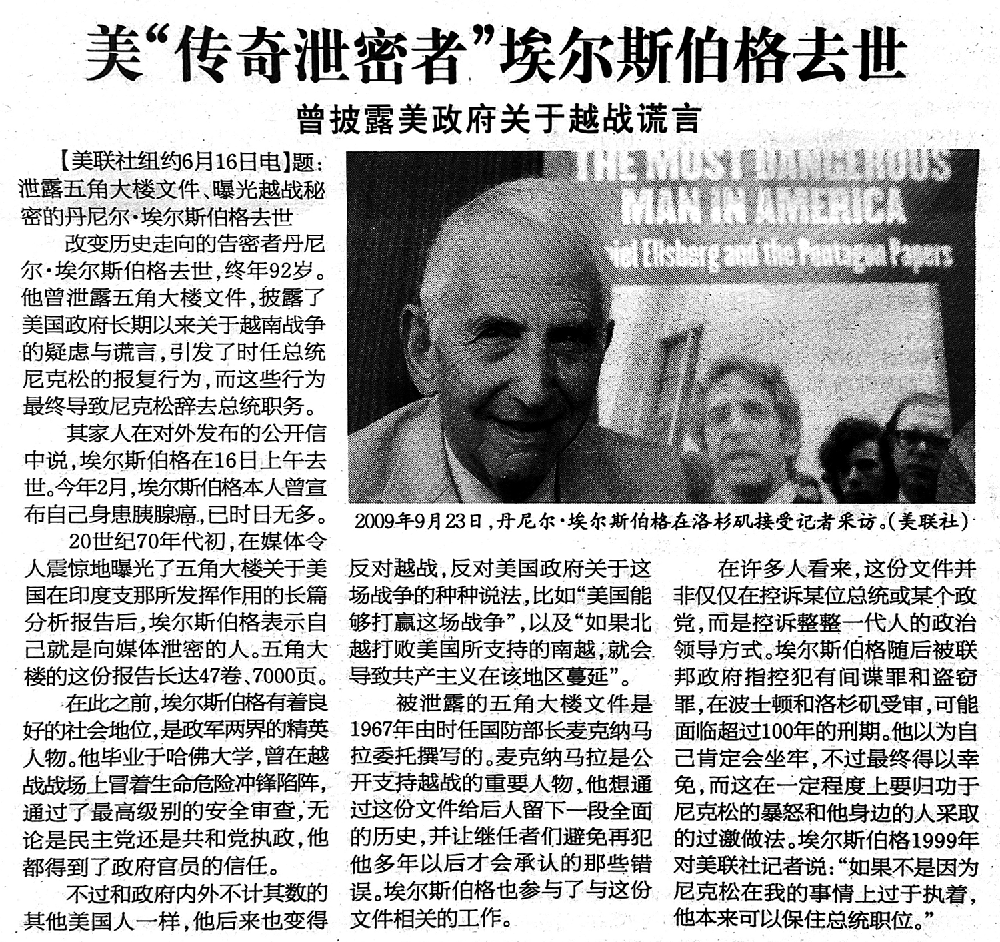 美“传奇泄密者”埃尔斯伯格去世
曾披露美政府关于越战谎言
【美联社纽约6月16日电】题：
泄露五角大楼文件、曝光越战秘
密的丹尼尔·埃尔斯伯格去世
改变历史走向的告密者丹尼
尔·埃尔斯伯格去世，终年92岁。
他曾泄露五角大楼文件，披露了
美国政府长期以来关于越南战争
的疑虑与谎言，引发了时任总统
尼克松的报复行为，而这些行为
最终导致尼克松辞去总统职务。
其家人在对外发布的公开信
中说，埃尔斯伯格在16日上午去
世。今年2月，埃尔斯伯格本人曾宣
布自己身患胰腺癌，已时日无多。
20世纪70年代初，在媒体令
人震惊地曝光了五角大楼关于美
国在印度支那所发挥作用的长篇
分析报告后，埃尔斯伯格表示自
己就是向媒体泄密的人。五角大
楼的这份报告长达47卷、7000页。
在此之前，埃尔斯伯格有着良
好的社会地位，是政军两界的精英
人物。他毕业于哈佛大学，曾在越
战战场上冒着生命危险冲锋陷阵，
通过了最高级别的安全审查，无
论是民主党还是共和党执政，他
都得到了政府官员的信任。
不过和政府内外不计其数的
其他美国人一样，他后来也变得
THE MOST DANGEROUS
MAN IN AMERICA
iel Ellsberg and the Pentagon Papers
2009年9月23日，丹尼尔·埃尔斯伯格在洛杉矶接受记者采访。（美联社）
反对越战，反对美国政府关于这
场战争的种种说法，比如“美国能
够打赢这场战争”，以及“如果北
越打败美国所支持的南越，就会
导致共产主义在该地区蔓延”。
被泄露的五角大楼文件是
1967年由时任国防部长麦克纳马
拉委托撰写的。麦克纳马拉是公
开支持越战的重要人物，他想通
过这份文件给后人留下一段全面
的历史，并让继任者们避免再犯
他多年以后才会承认的那些错
误。埃尔斯伯格也参与了与这份
文件相关的工作。
在许多人看来，这份文件并
非仅仅在控诉某位总统或某个政
党，而是控诉整整一代人的政治
领导方式。埃尔斯伯格随后被联
邦政府指控犯有间谍罪和盗窃
罪，在波士顿和洛杉矶受审，可能
面临超过100年的刑期。他以为自
己肯定会坐牢，不过最终得以幸
免，而这在一定程度上要归功于
尼克松的暴怒和他身边的人采取
的过激做法。埃尔斯伯格1999年
对美联社记者说：“如果不是因为
尼克松在我的事情上过于执着，
他本来可以保住总统职位。”